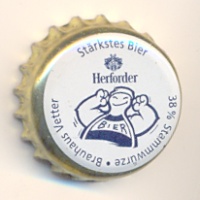 Stärkstes Bier
Herforder
BIER
38% Stammwürze • Brauhaus Vetter